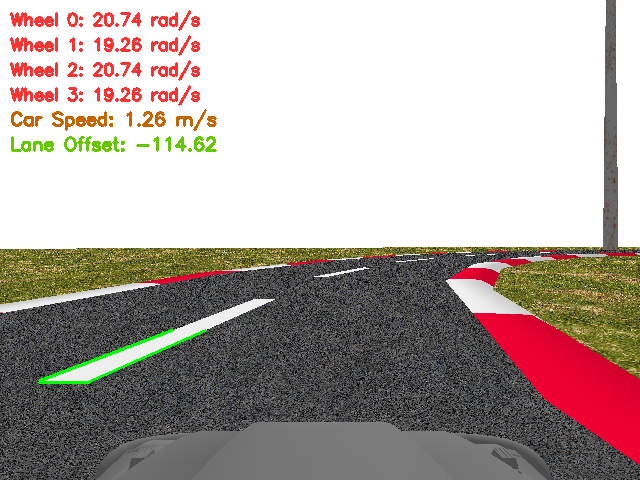 Wheel 0: 20.74 rad/s
Wheel 1: 19.26 rad/s
Wheel 2: 20.74 rad/s
Wheel 3: 19.26 rad/s
Car Speed: 1.26 m/s
Lane Offset: -114.62